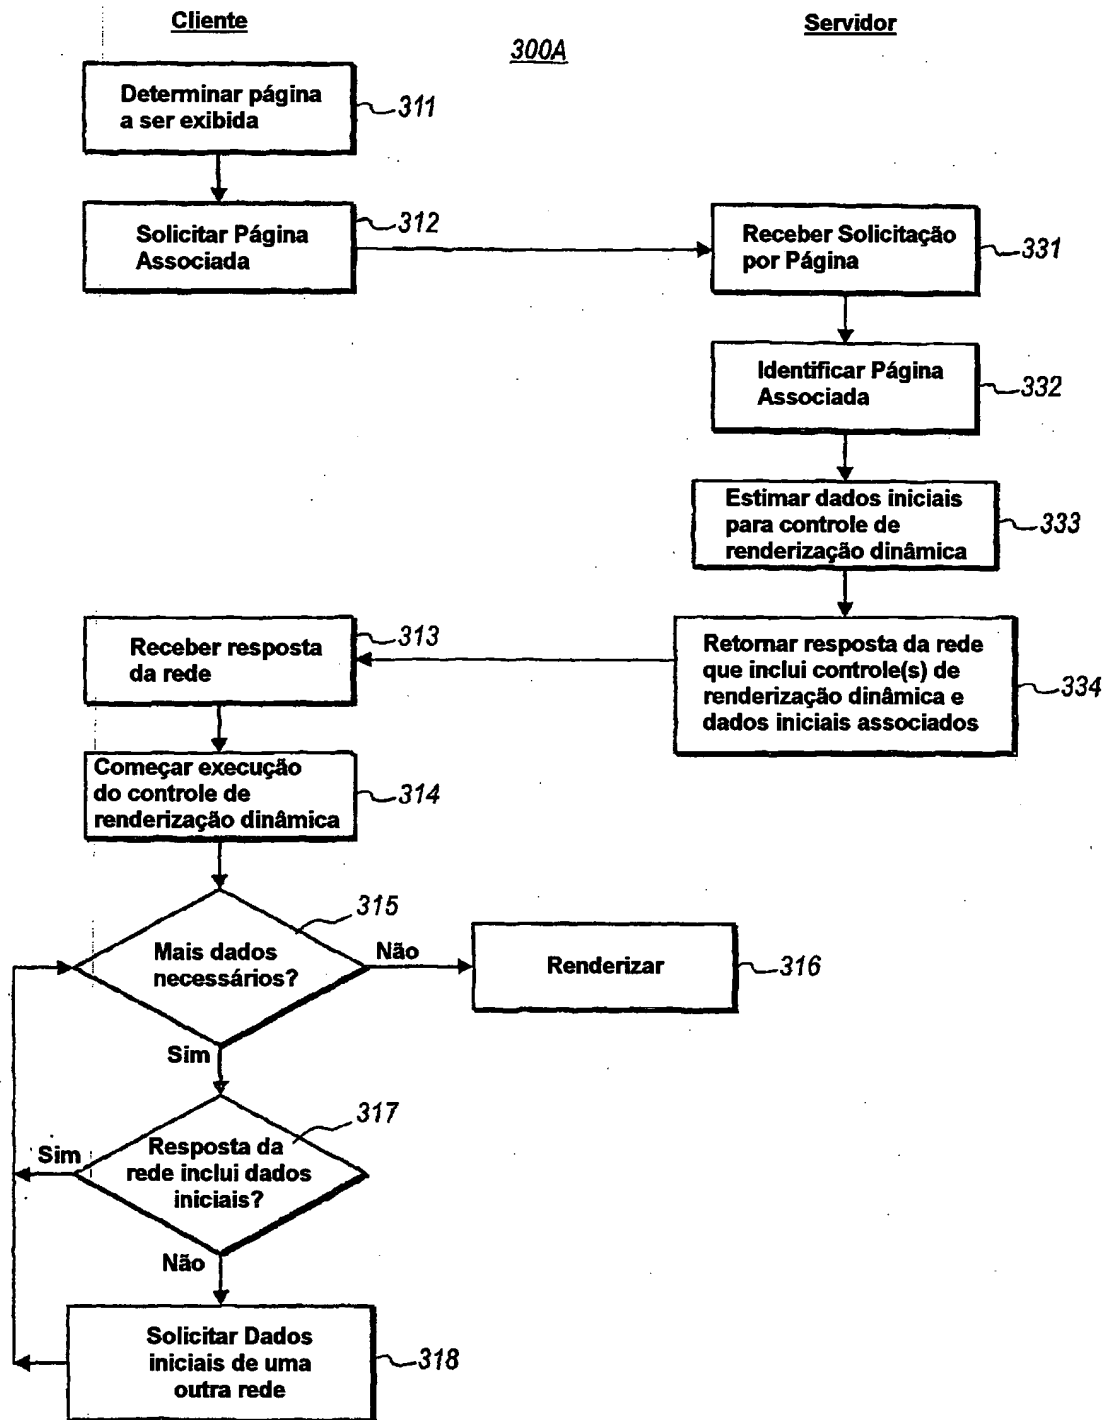 Cliente
Servidor
300A
Determinar página
a ser exibida
311
Solicitar Página
Associada
312
Receber Solicitação
por Página
331
Identificar Página
Associada
332
Estimar dados iniciais
para controle de
renderização dinâmica
333
Retornar resposta da rede
que inclui controle(s) de
renderização dinâmica e
dados iniciais associados
334
Receber resposta
da rede
313
Começar execução
do controle de
renderização dinâmica
314
Mais dados
necessários?
315
Não
Renderizar
316
Sim
Resposta da
rede inclui dados
iniciais?
317
Sim
Não
Solicitar Dados
iniciais de uma
outra rede
318